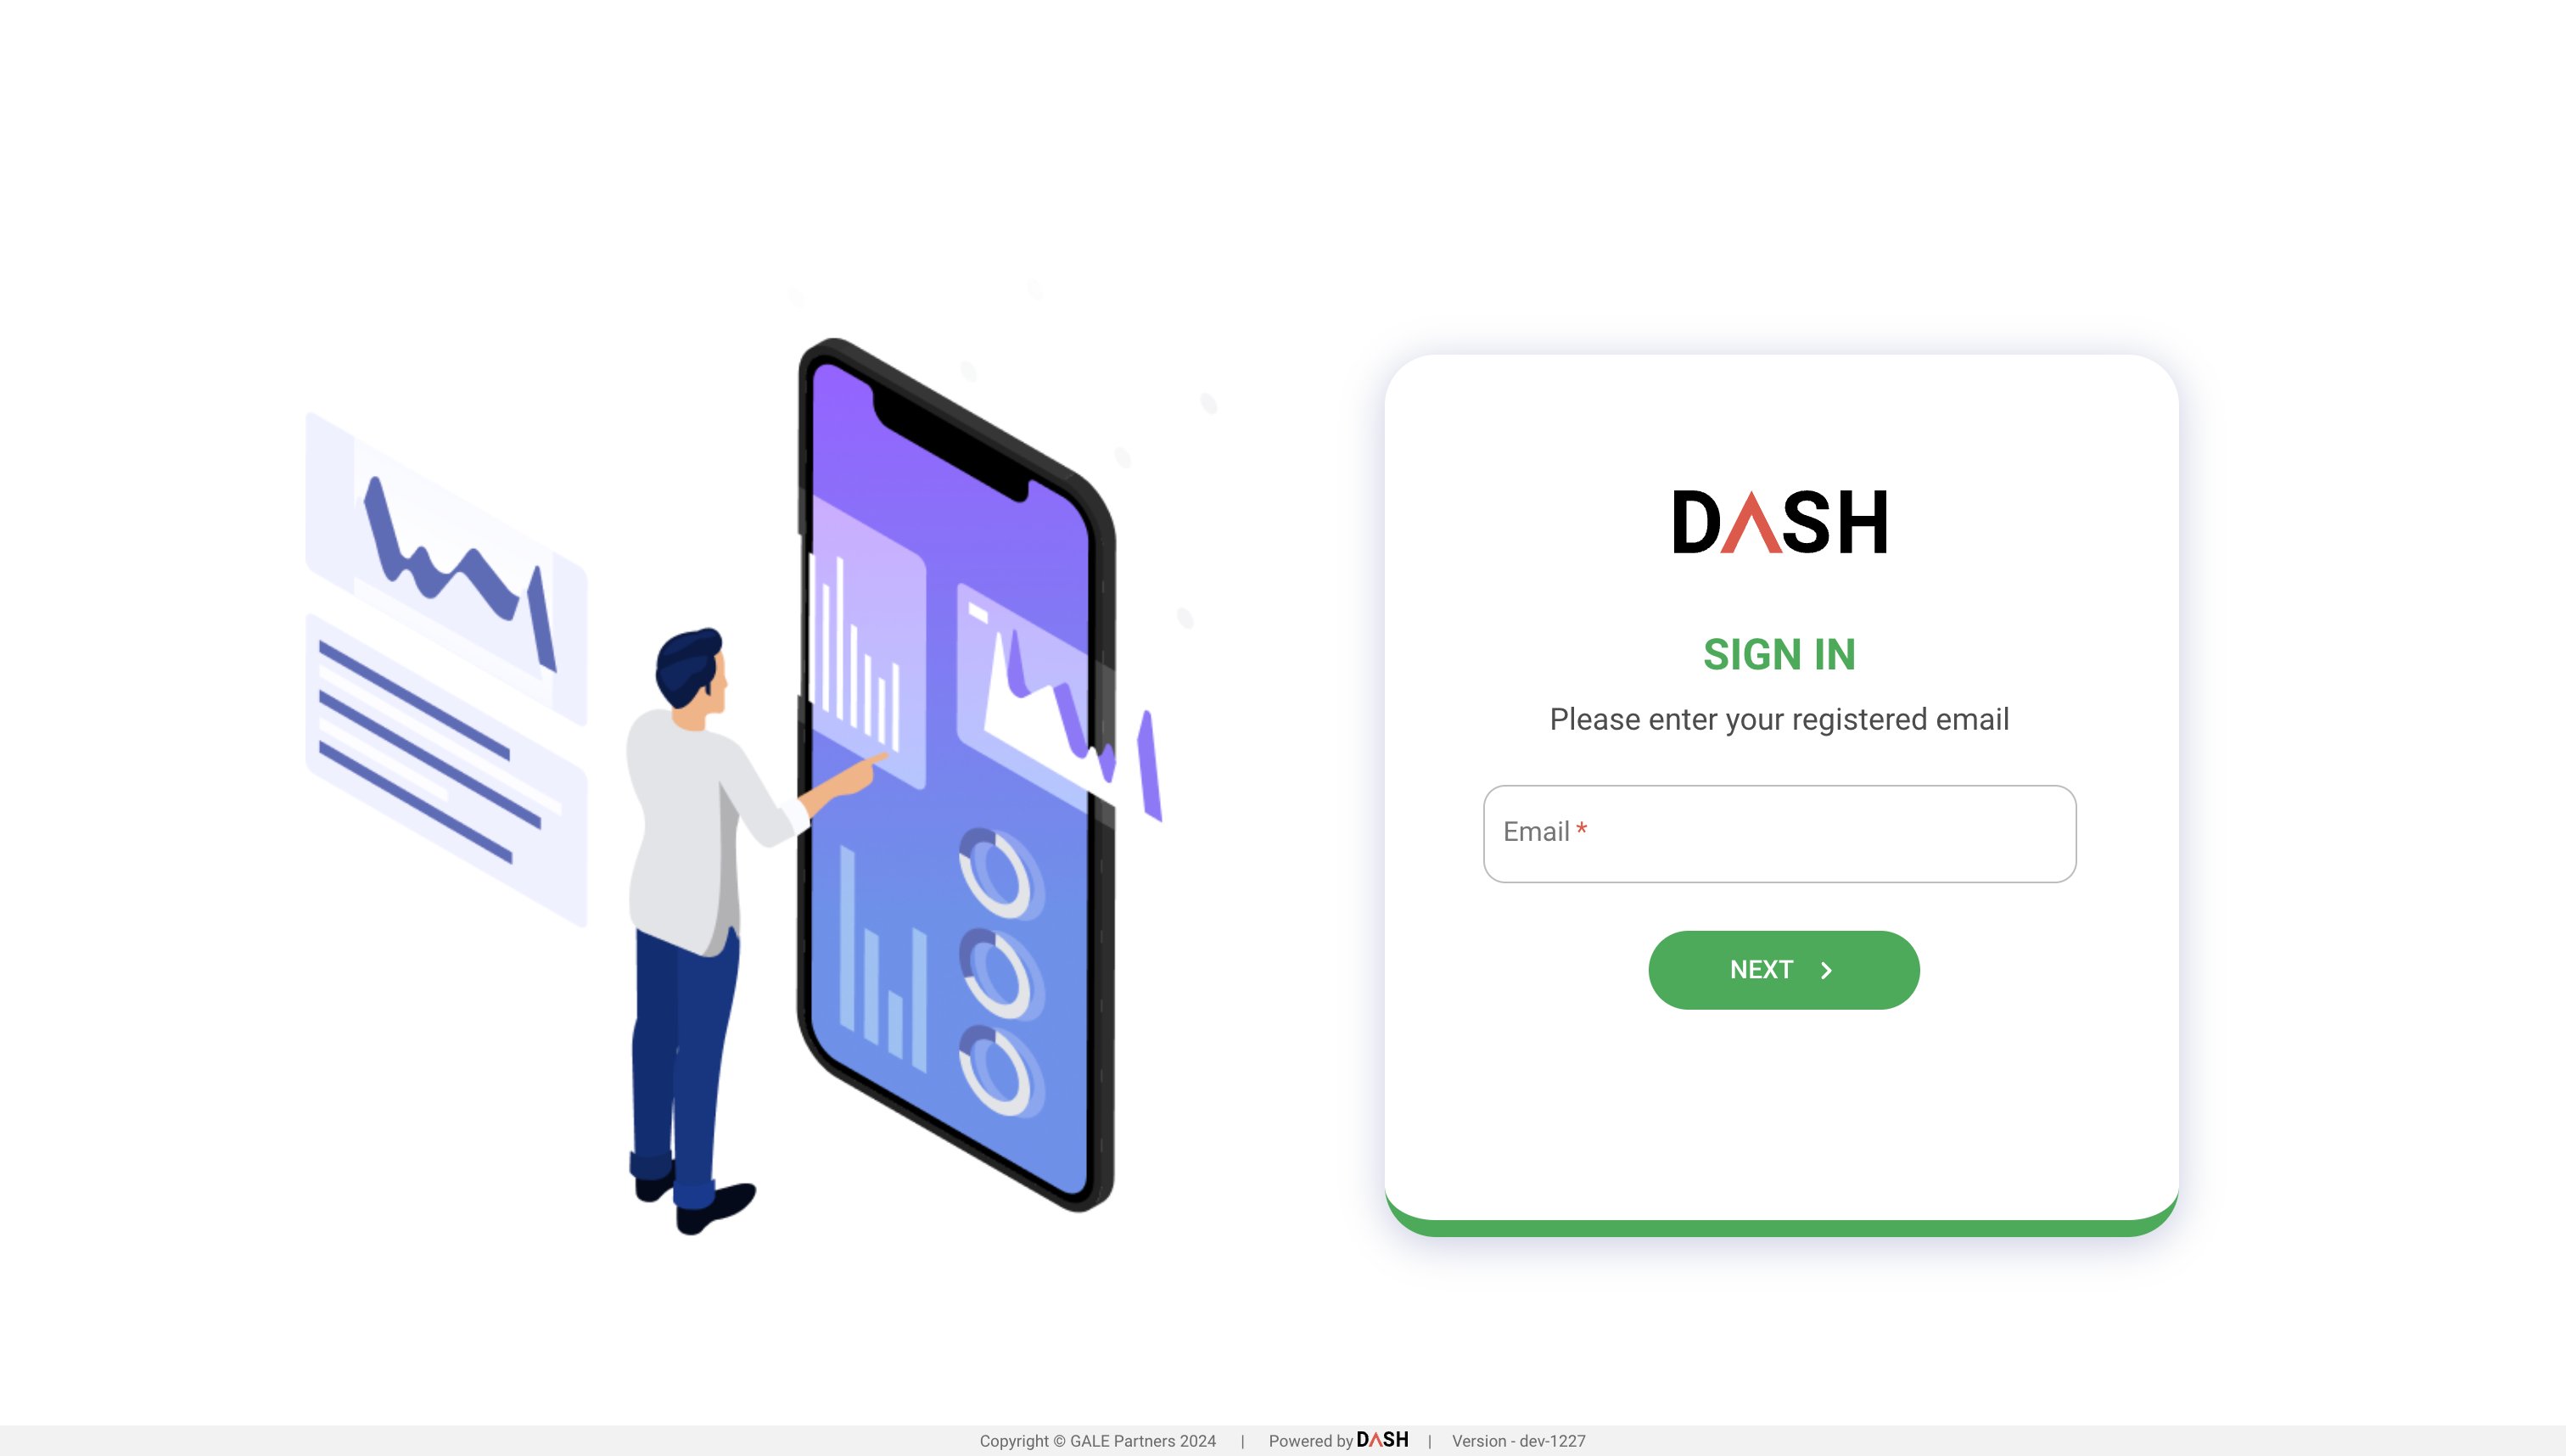 DASH
SIGN IN
Please enter your registered email
Email *
NEXT
Copyright © GALE Partners 2024 | Powered by DASH | Version - dev-1227